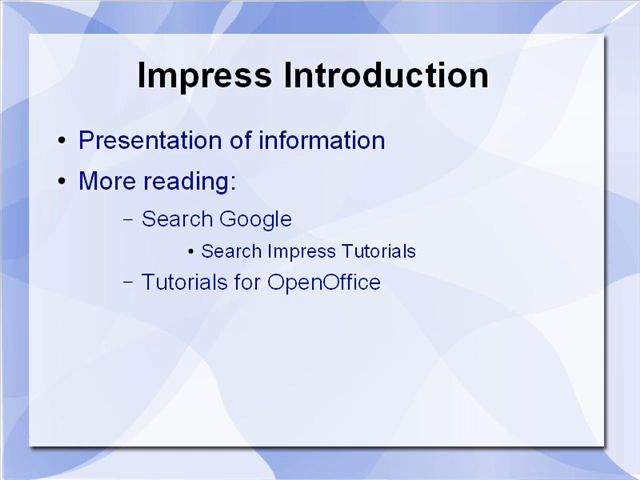 Impress Introduction
• Presentation of information
• More reading:
– Search Google
• Search Impress Tutorials
– Tutorials for OpenOffice